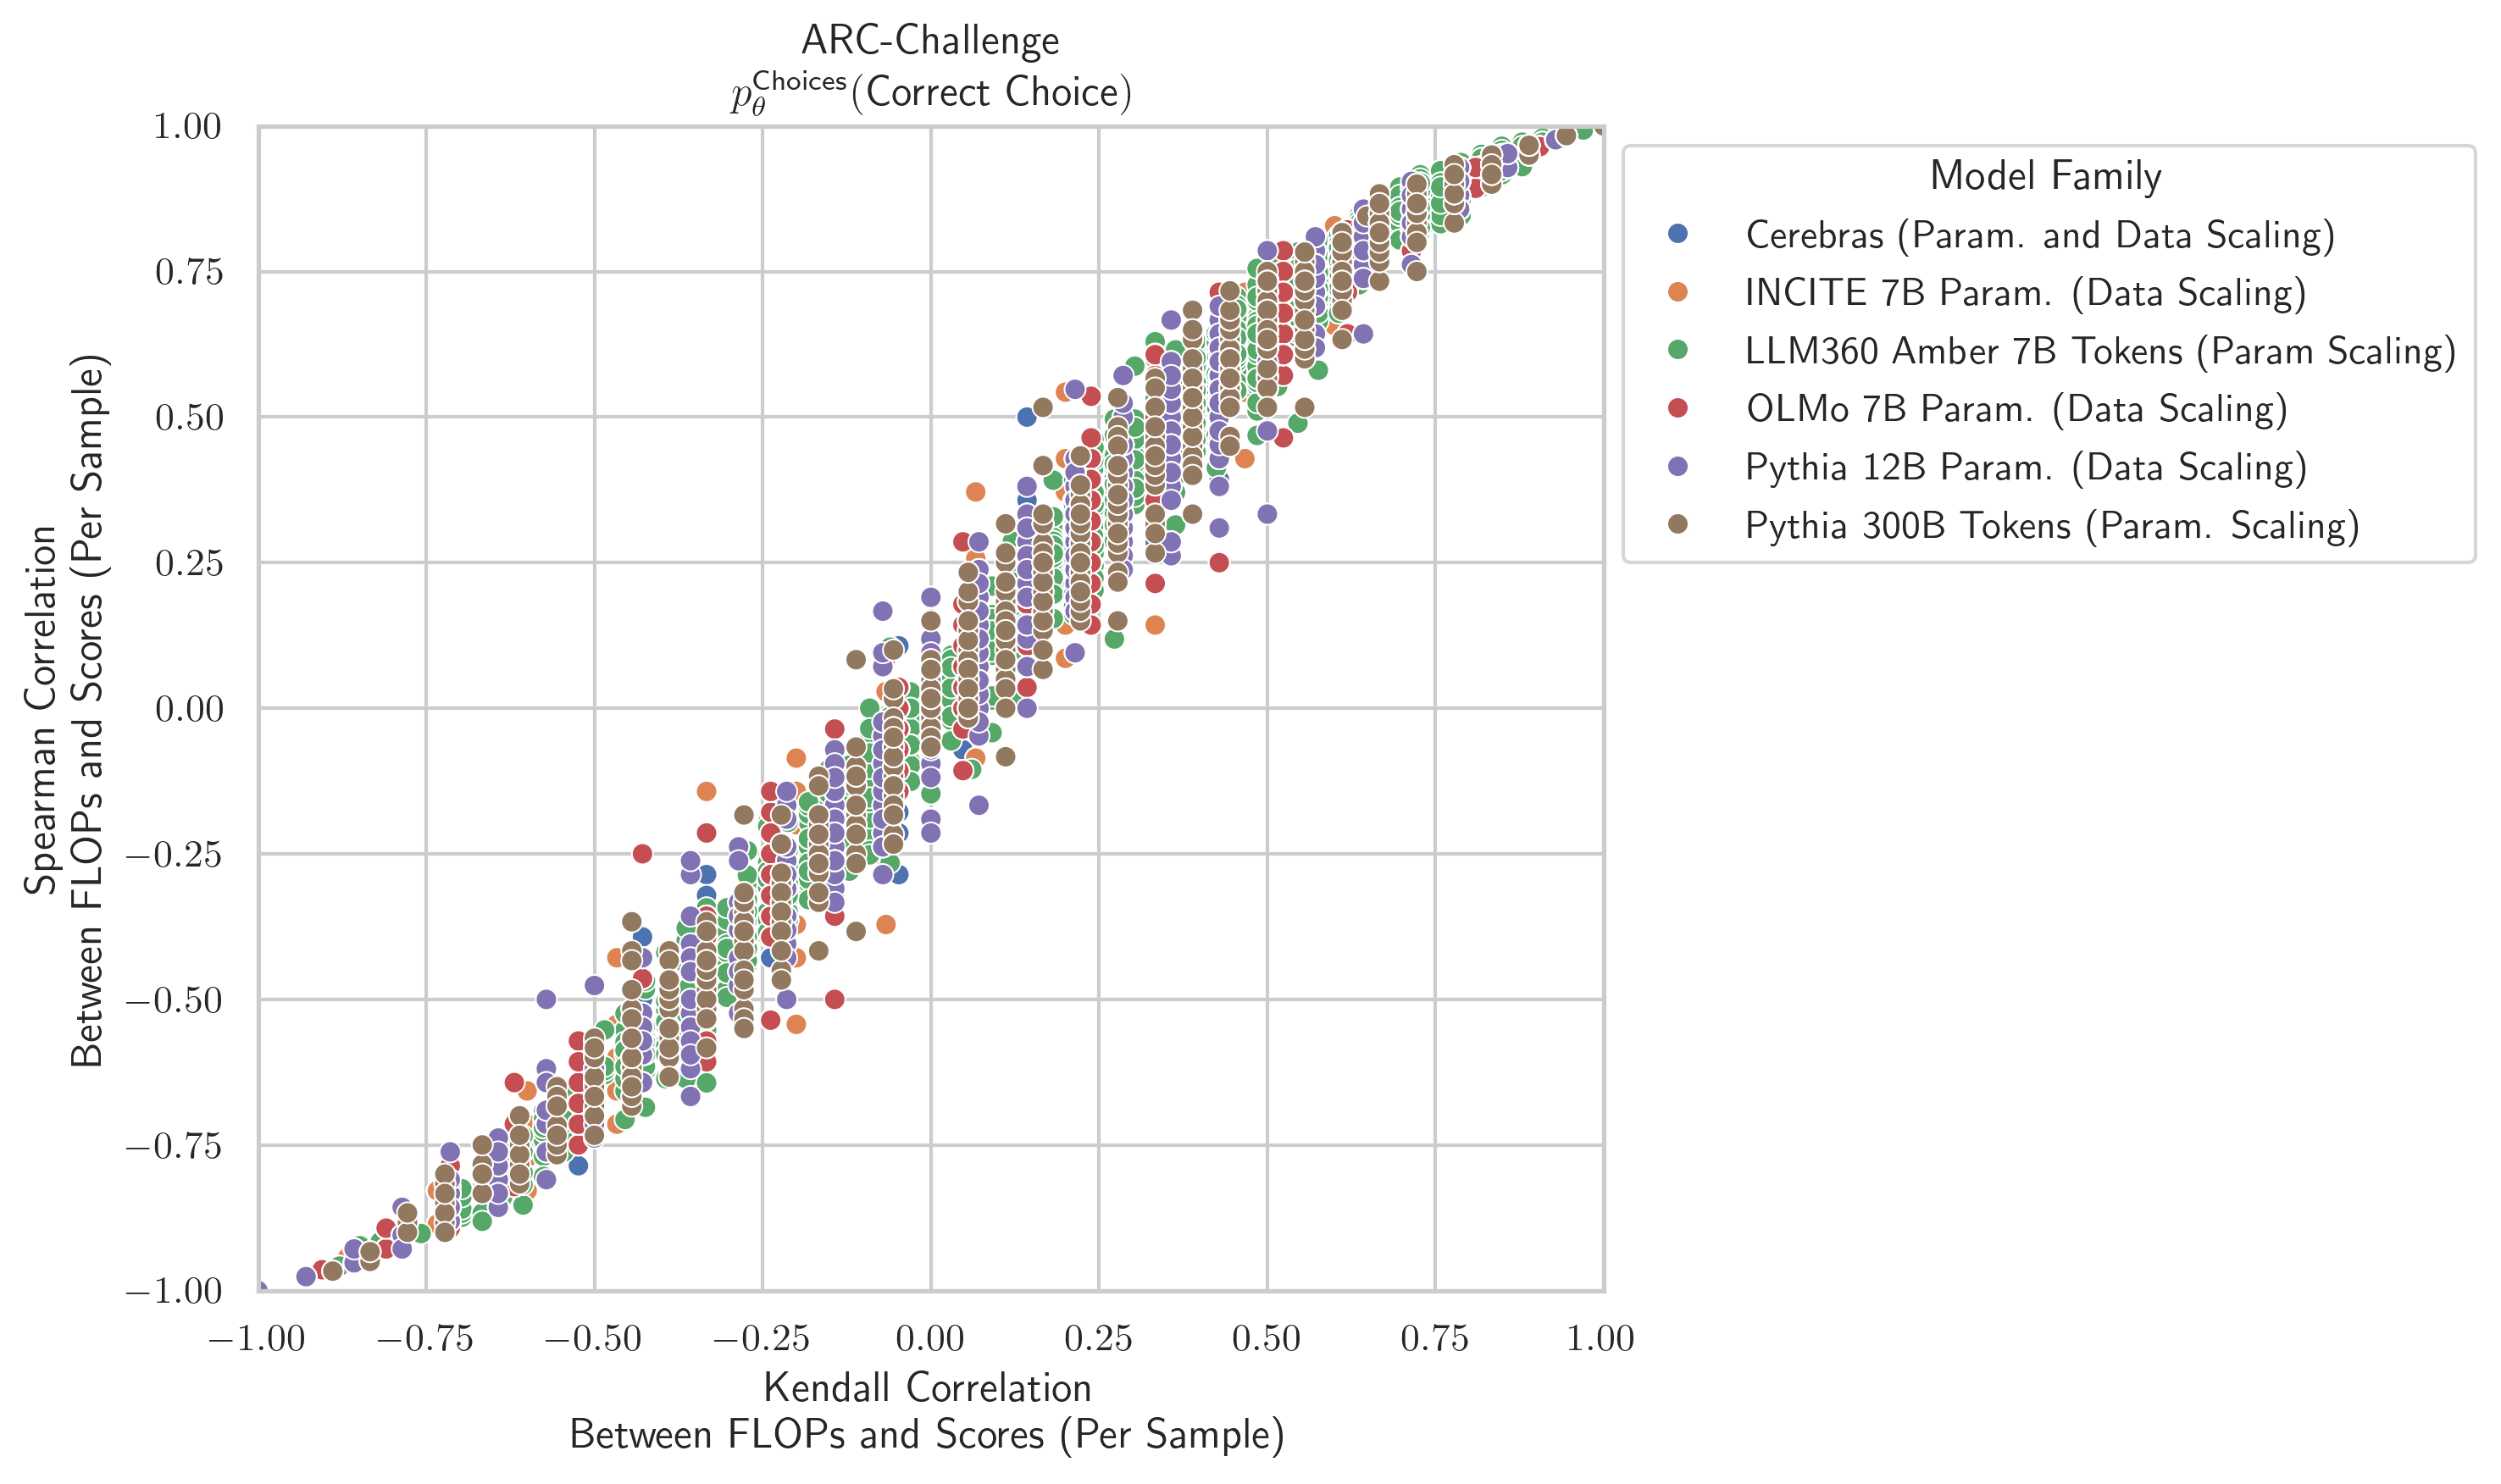 ARC-Challenge
p_θ^Choices(Correct Choice)
1.00
0.75
0.50
0.25
0.00
−0.25
−0.50
−0.75
−1.00
Spearman Correlation
Between FLOPs and Scores (Per Sample)
−1.00 −0.75 −0.50 −0.25 0.00 0.25 0.50 0.75 1.00
Kendall Correlation
Between FLOPs and Scores (Per Sample)
Model Family
Cerebras (Param. and Data Scaling)
INCITE 7B Param. (Data Scaling)
LLM360 Amber 7B Tokens (Param Scaling)
OLMo 7B Param. (Data Scaling)
Pythia 12B Param. (Data Scaling)
Pythia 300B Tokens (Param. Scaling)